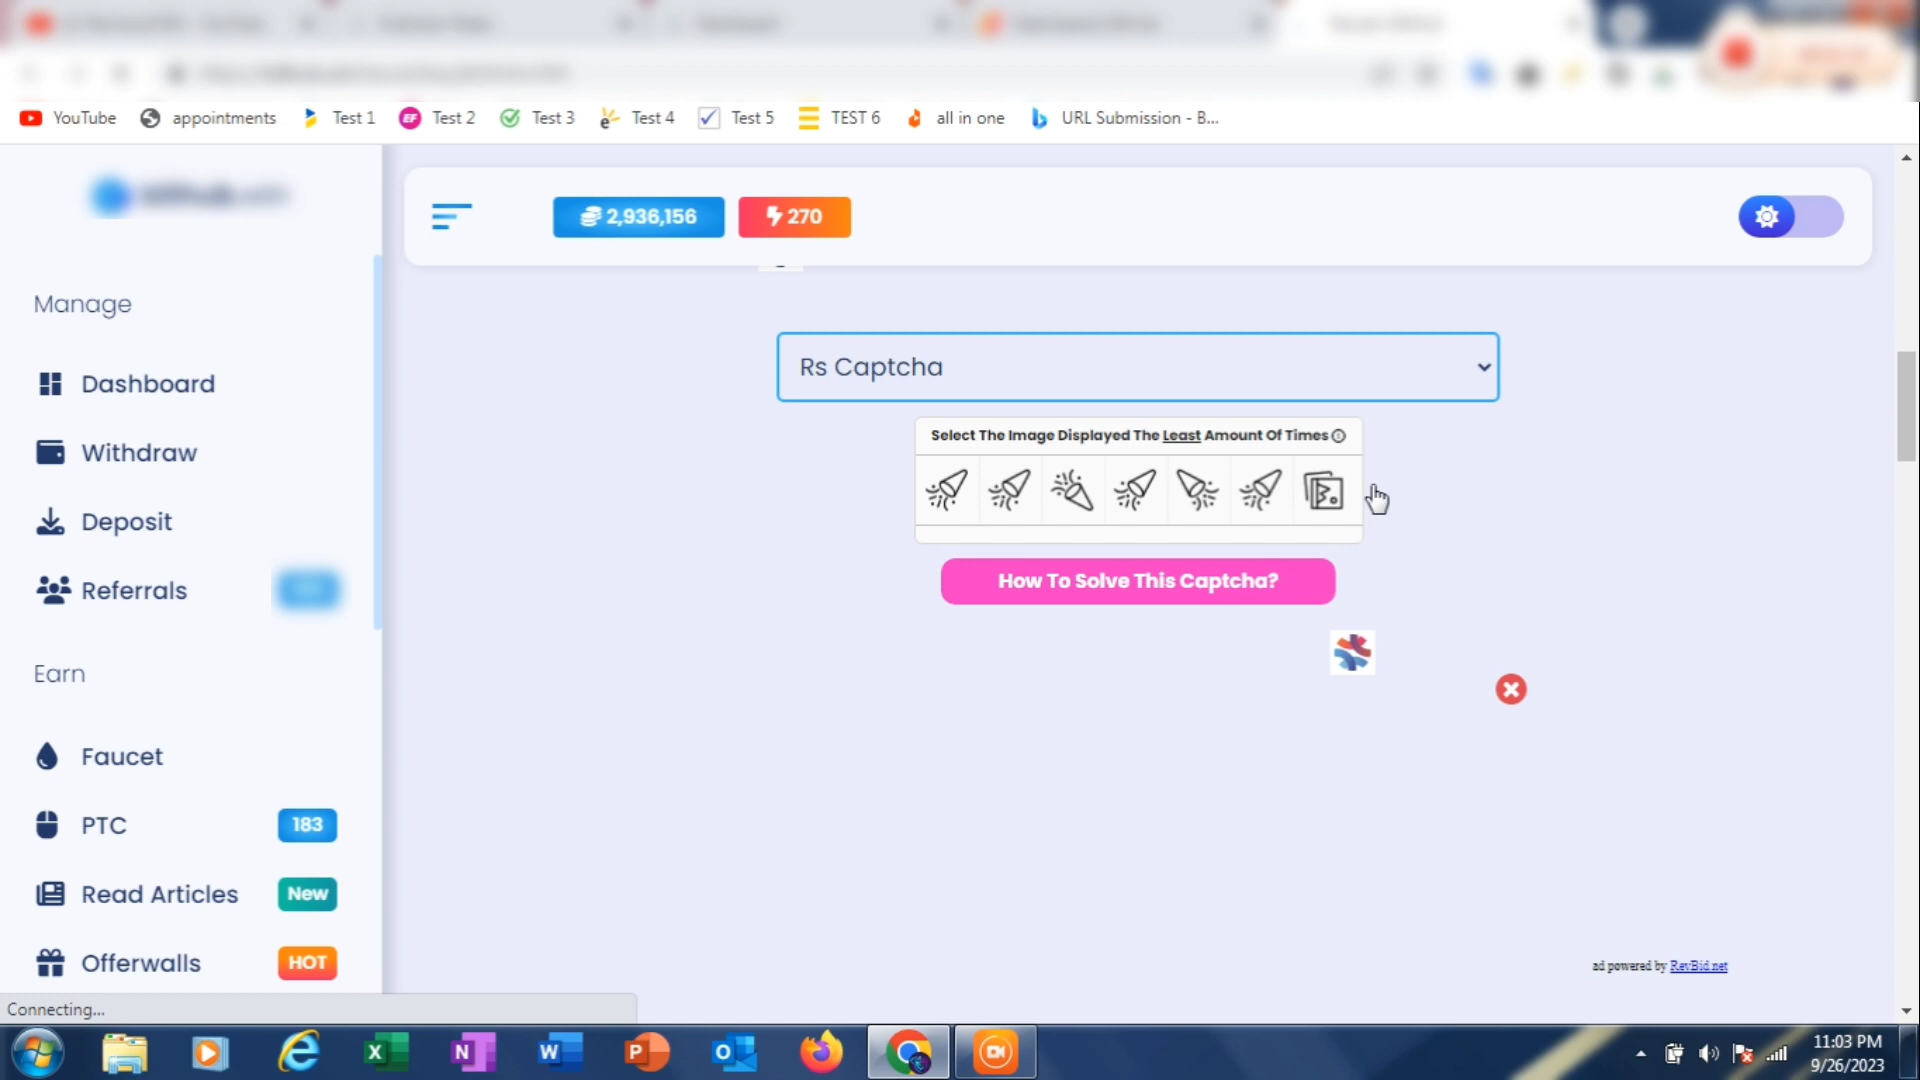 YouTube appointments Test 1 Test 2 Test 3 Test 4 Test 5 TEST 6 all in one URL Submission - B...
2,936,156 270
Manage
Dashboard
Withdraw
Deposit
Referrals
Earn
Faucet
PTC 183
Read Articles New
Offerwalls HOT
Rs Captcha
Select The Image Displayed The Least Amount Of Times
How To Solve This Captcha?
ad powered by RevBid.net
Connecting...
11:03 PM
9/26/2023